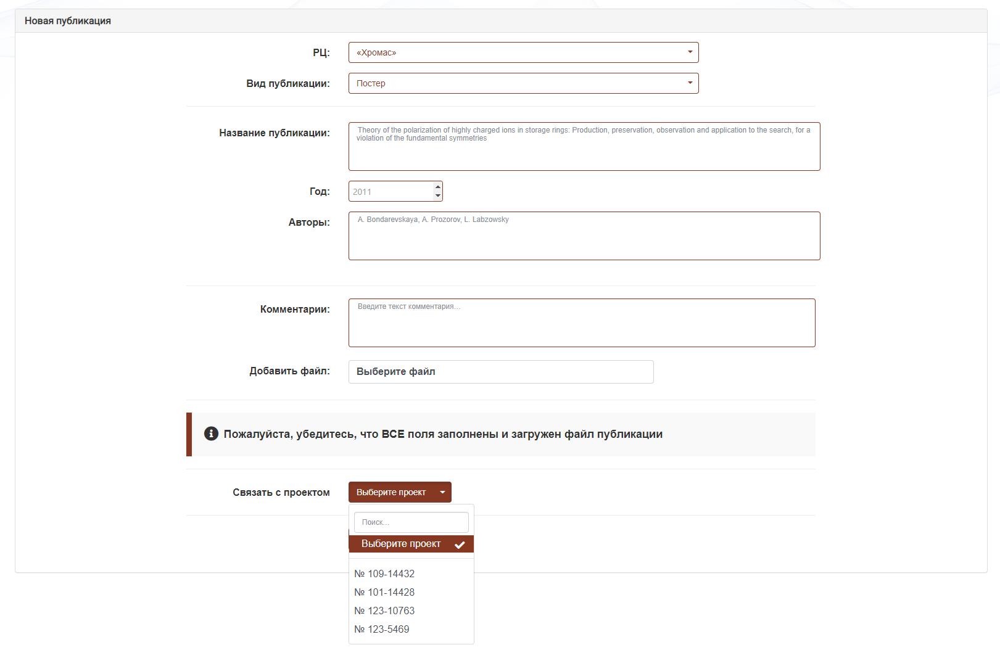 Новая публикация
РЦ:
«Хромас»
Вид публикации:
Постер
Название публикации:
Theory of the polarization of highly charged ions in storage rings: Production, preservation, observation and application to the search, for a
violation of the fundamental symmetries
Год:
2011
Авторы:
A. Bondarevskaya, A. Prozorov, L. Labzowsky
Комментарии:
Введите текст комментария...
Добавить файл:
Выберите файл
Пожалуйста, убедитесь, что ВСЕ поля заполнены и загружен файл публикации
Связать с проектом
Выберите проект
Поиск...
Выберите проект
№ 109-14432
№ 101-14428
№ 123-10763
№ 123-5469